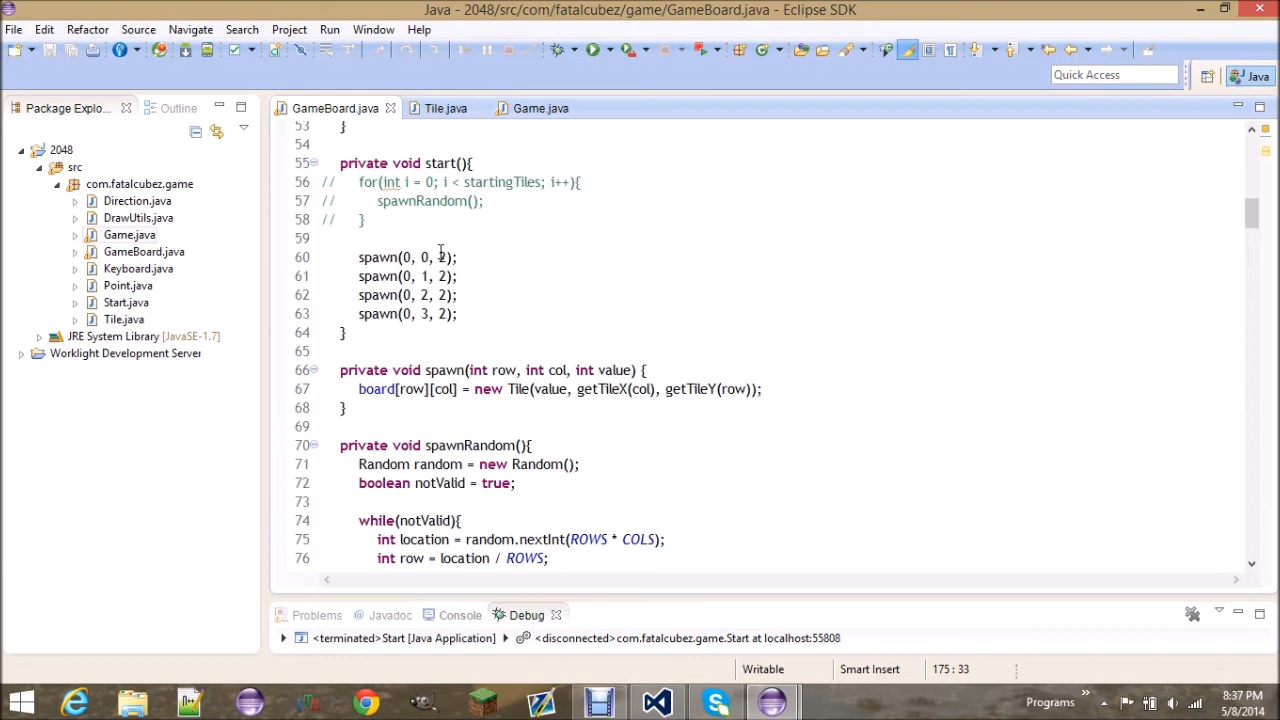 Java - 2048/src/com/fatalcubez/game/GameBoard.java - Eclipse SDK
File Edit Refactor Source Navigate Search Project Run Window Help
Quick Access
Java
Package Explo...
Outline
GameBoard.java
Tile.java
Game.java
2048
src
com.fatalcubez.game
Direction.java
DrawUtils.java
Game.java
GameBoard.java
Keyboard.java
Point.java
Start.java
Tile.java
JRE System Library [JavaSE-1.7]
Worklight Development Server
53 }
54
55 private void start(){
56 // for(int i = 0; i < startingTiles; i++){
57 // spawnRandom();
58 // }
59
60 spawn(0, 0, 2);
61 spawn(0, 1, 2);
62 spawn(0, 2, 2);
63 spawn(0, 3, 2);
64 }
65
66 private void spawn(int row, int col, int value) {
67 board[row][col] = new Tile(value, getTileX(col), getTileY(row));
68 }
69
70 private void spawnRandom(){
71 Random random = new Random();
72 boolean notValid = true;
73
74 while(notValid){
75 int location = random.nextInt(ROWS * COLS);
76 int row = location / ROWS;
Problems @ Javadoc Console Debug
<terminated>Start [Java Application]
<disconnected>com.fatalcubez.game.Start at localhost:55808
Writable
Smart Insert
175 : 33
Programs
8:37 PM
5/8/2014